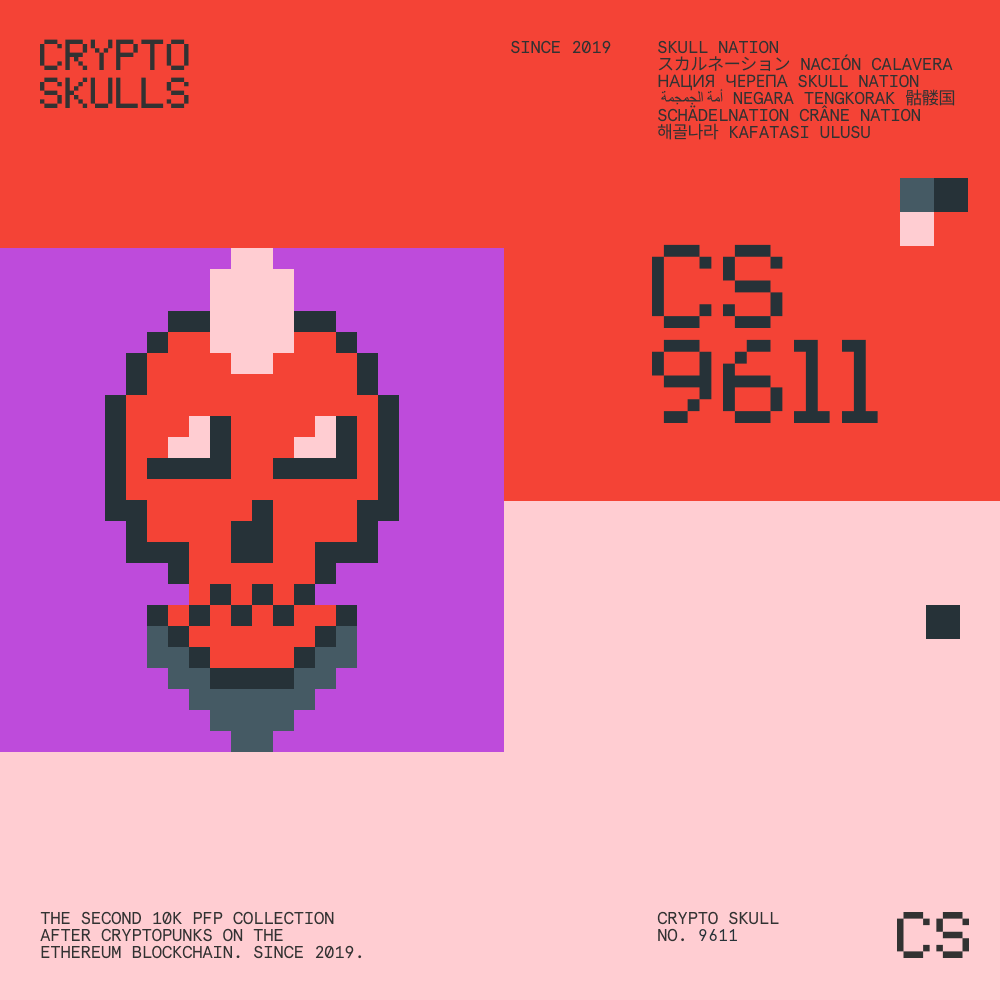 CRYPTO
SKULLS
SINCE 2019
SKULL NATION
スカルネーション NACIÓN CALAVERA
НАЦИЯ ЧЕРЕПА SKULL NATION
أمة الجمجمة NEGARA TENGKORAK 骷髅国
SCHÄDELNATION CRÂNE NATION
해골나라 KAFATASI ULUSU
CS
9611
THE SECOND 10K PFP COLLECTION
AFTER CRYPTOPUNKS ON THE
ETHEREUM BLOCKCHAIN. SINCE 2019.
CRYPTO SKULL
NO. 9611
CS